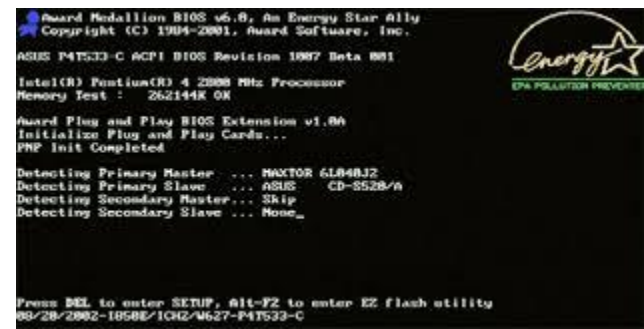 Award Medallion BIOS v6.0, An Energy Star Ally
Copyright (C) 1984-2001, Award Software, Inc.
energy
EPA POLLUTION PREVENTER
ASUS P4T533-C ACPI BIOS Revision 1007 Beta 001
Intel(R) Pentium(R) 4 2800 MHz Processor
Memory Test : 262144K OK
Award Plug and Play BIOS Extension v1.0A
Initialize Plug and Play Cards...
PNP Init Completed
Detecting Primary Master ... MAXTOR 6L040J2
Detecting Primary Slave ... ASUS CD-S520/A
Detecting Secondary Master... Skip
Detecting Secondary Slave ... None_
Press DEL to enter SETUP, Alt+F2 to enter EZ flash utility
08/20/2002-I850E/ICH2/W627-P4T533-C